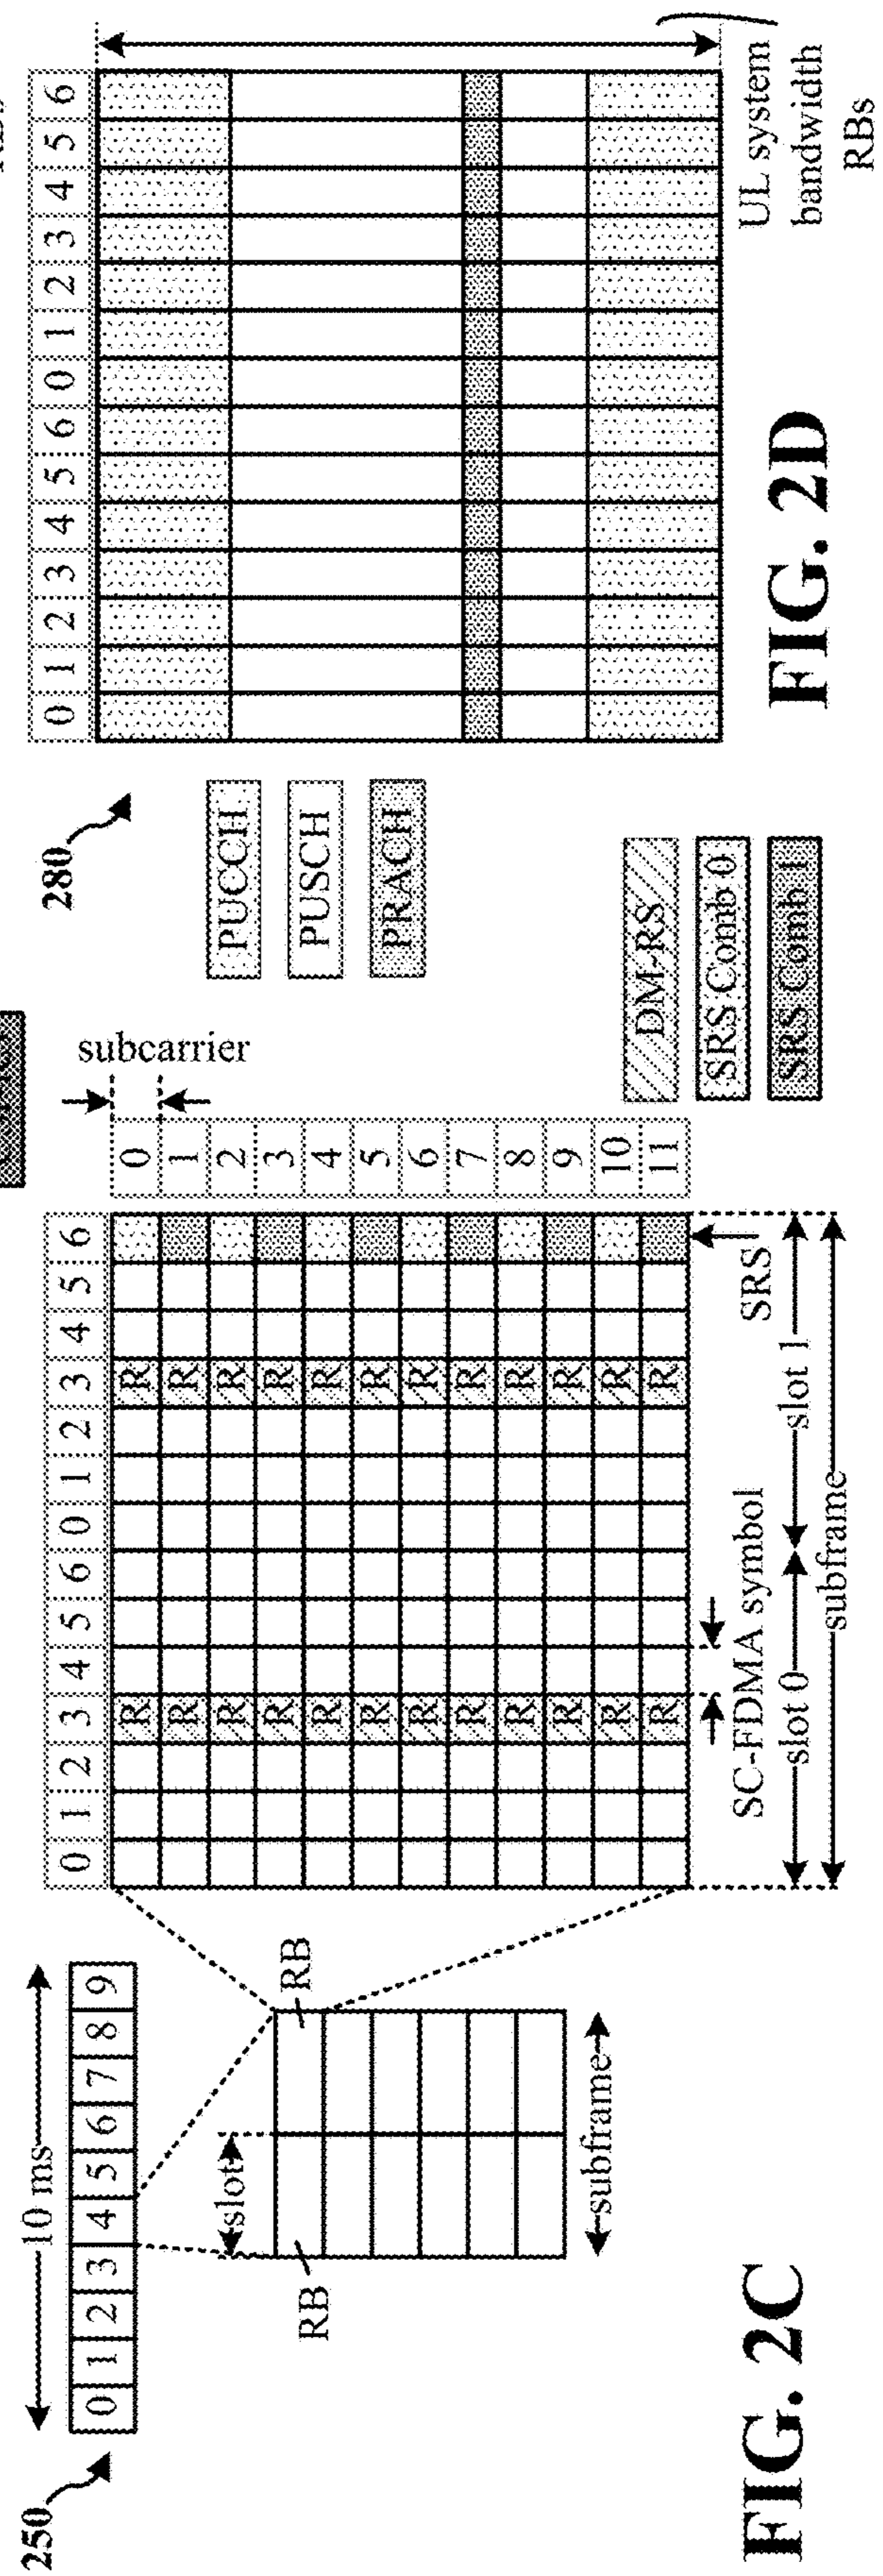 250
10 ms
0 1 2 3 4 5 6 7 8 9
RB
slot
RB
subframe
FIG. 2C
0 1 2 3 4 5 6 0 1 2 3 4 5 6
subcarrier
R R 0
R R 1
R R 2
R R 3
R R 4
R R 5
R R 6
R R 7
R R 8
R R 9
R R 10
R R 11
SC-FDMA symbol
SRS
slot 0
slot 1
subframe
DM-RS
SRS Comb 0
SRS Comb 1
280
PUCCH
PUSCH
PRACH
0 1 2 3 4 5 6 0 1 2 3 4 5 6
UL system
bandwidth
RBs
FIG. 2D